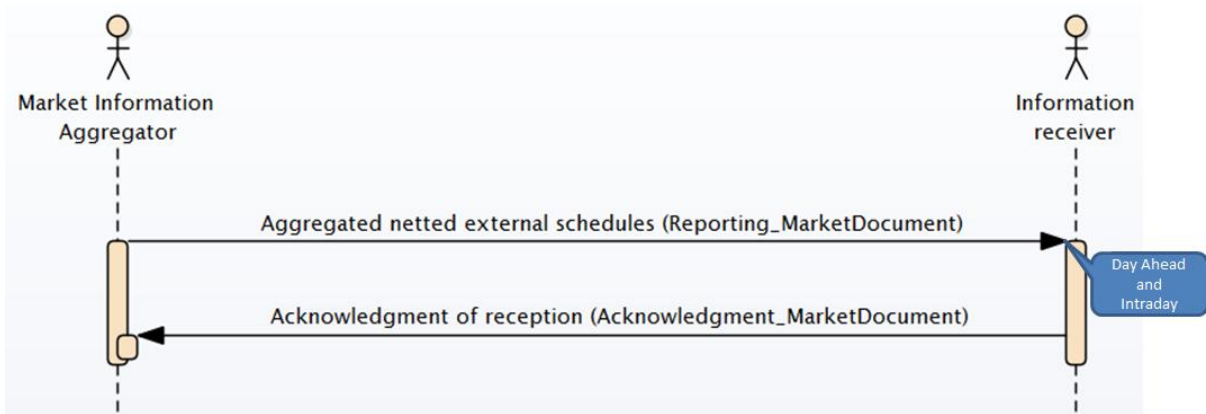 Market Information
Aggregator
Information
receiver
Aggregated netted external schedules (Reporting_MarketDocument)
Day Ahead
and
Intraday
Acknowledgment of reception (Acknowledgment_MarketDocument)